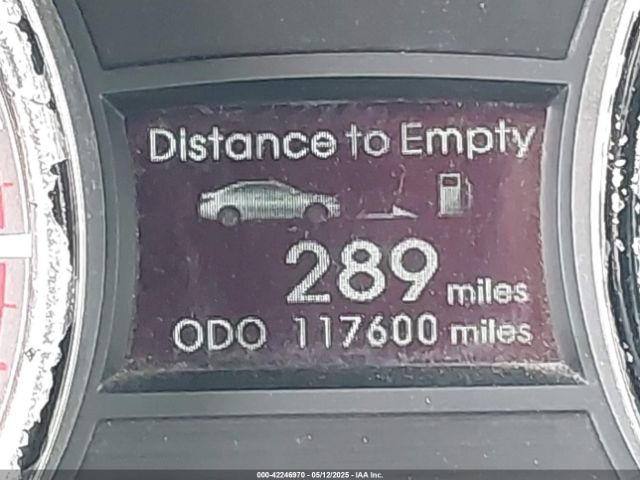 Distance to Empty
289 miles
ODO 117600 miles
000-42246970 - 05/12/2025 - IAA Inc.